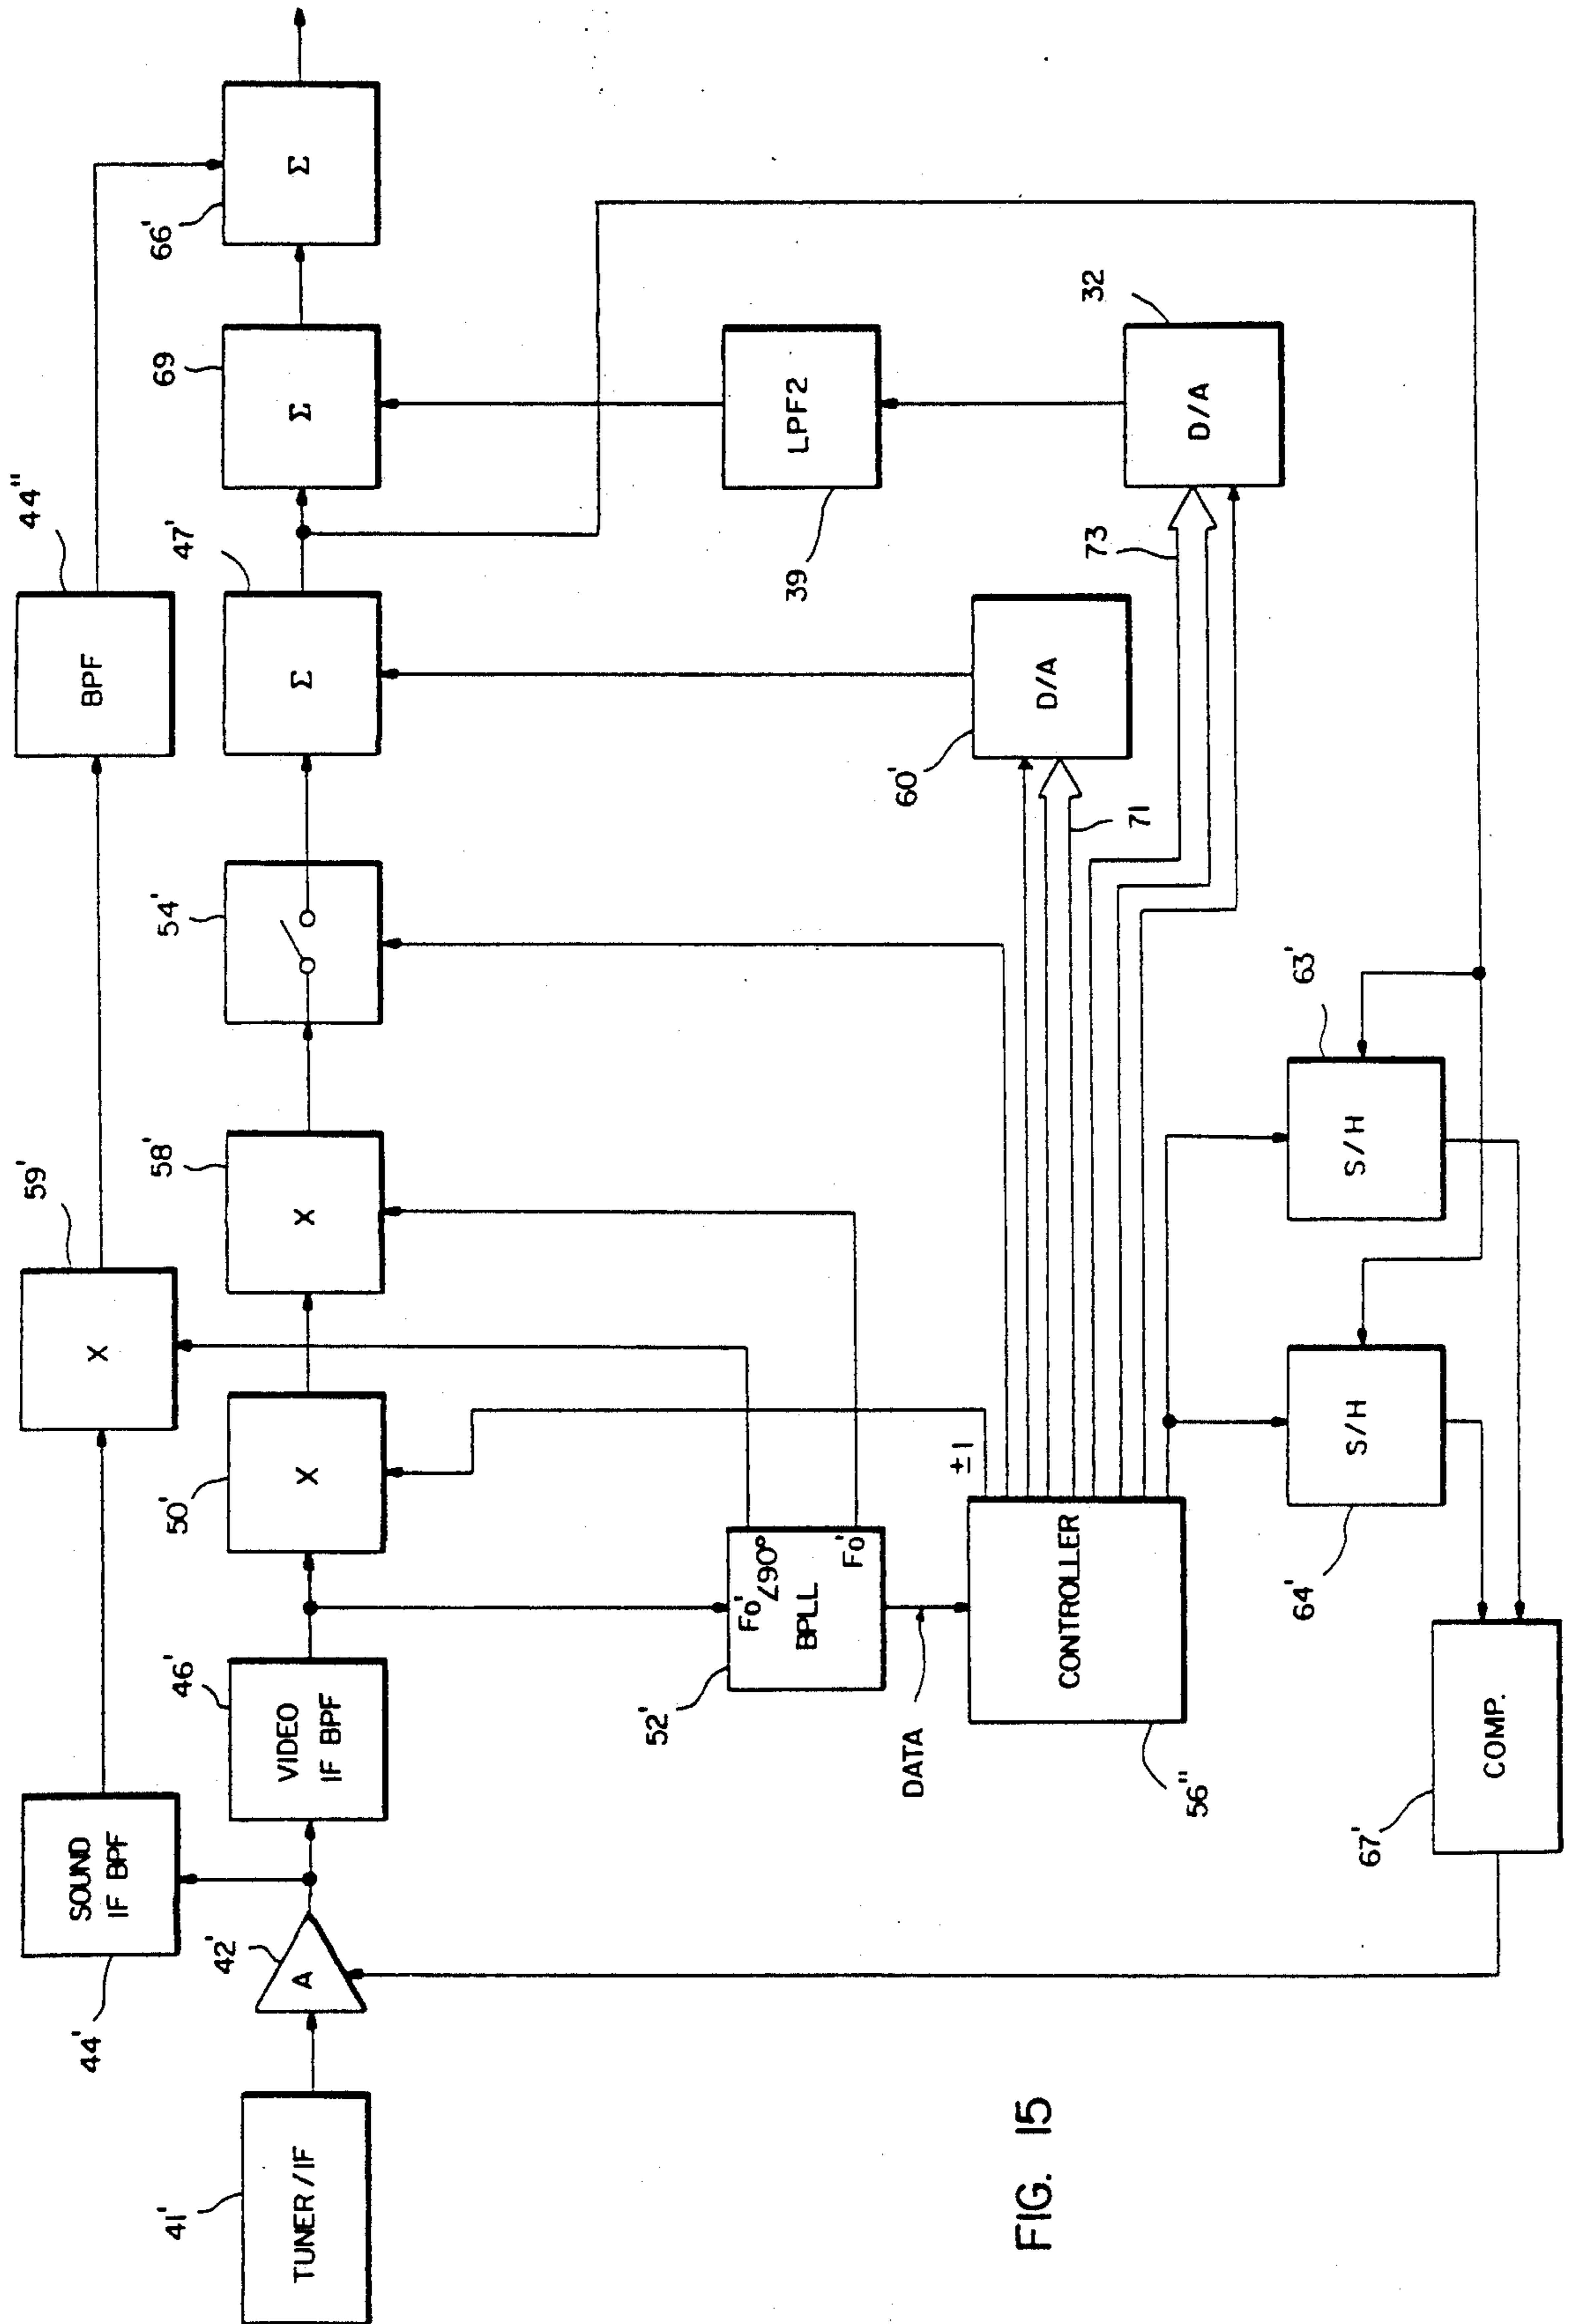 44'
SOUND
IF BPF
59'
X
44"
BPF
41'
TUNER/IF
42'
A
46'
VIDEO
IF BPF
50'
X
58'
X
54'
47'
Σ
69
Σ
66'
Σ
52'
Fo'
∠90°
BPLL
Fo'
DATA
±1
CONTROLLER
56"
60'
D/A
71
73
39
LPF2
32
D/A
67'
COMP.
64'
S/H
63'
S/H
FIG. 15